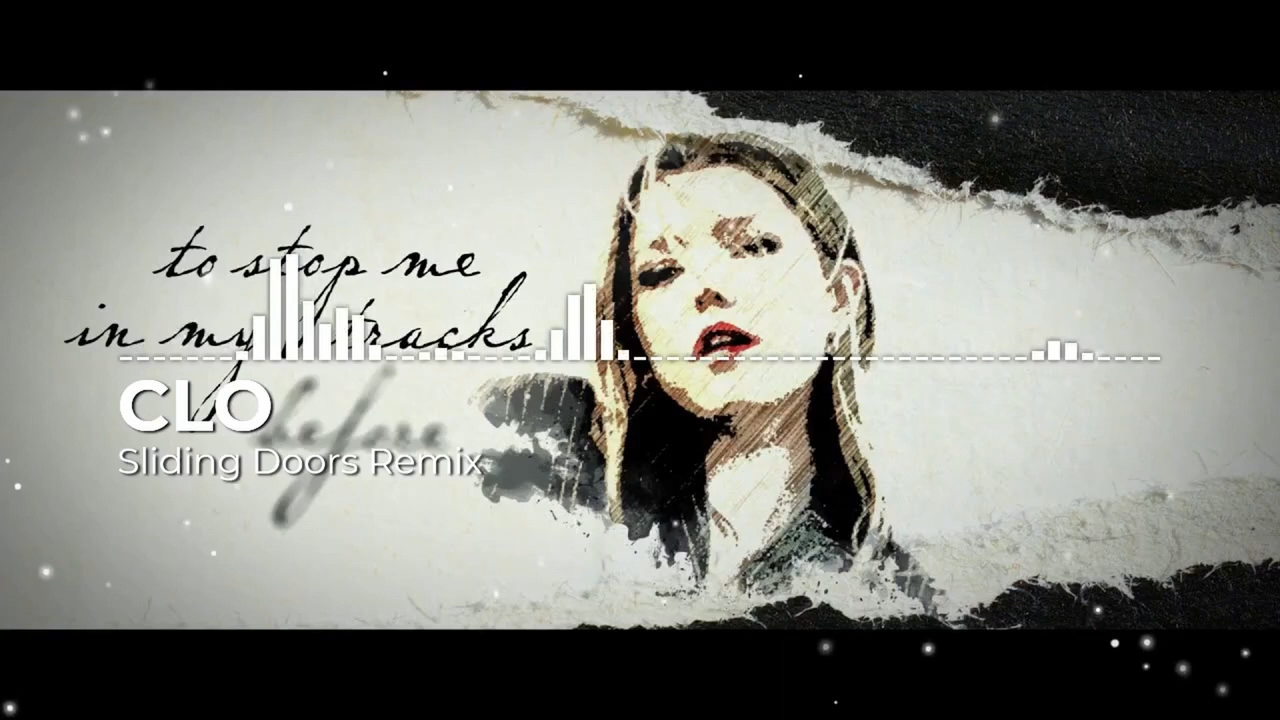 to stop me
in my tracks
before
CLO
Sliding Doors Remix